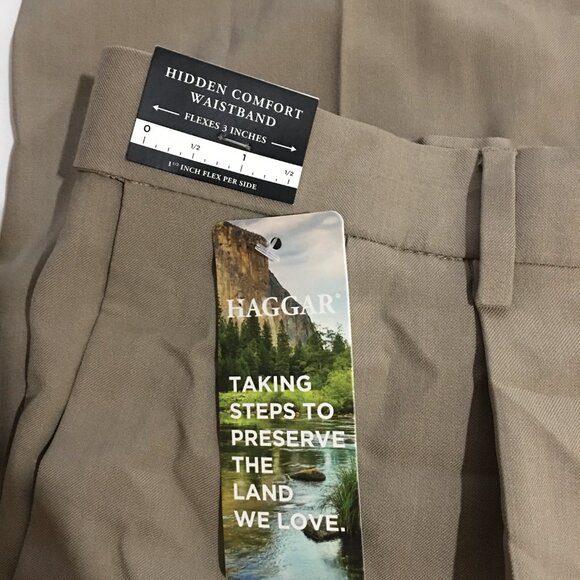 HIDDEN COMFORT
WAISTBAND
FLEXES 3 INCHES
0 1/2 1 1/2
1 1/2 INCH FLEX PER SIDE
HAGGAR®
TAKING
STEPS TO
PRESERVE
THE
LAND
WE LOVE.